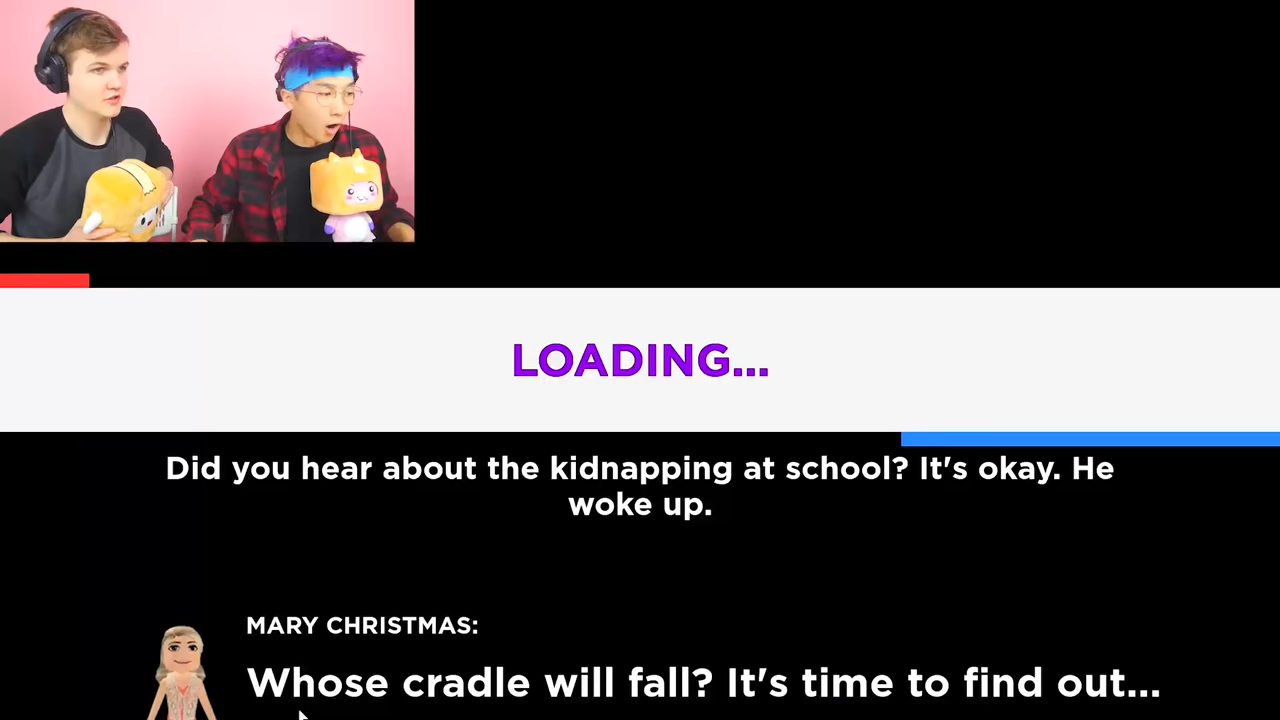 LOADING...
Did you hear about the kidnapping at school? It's okay. He
woke up.
MARY CHRISTMAS:
Whose cradle will fall? It's time to find out...